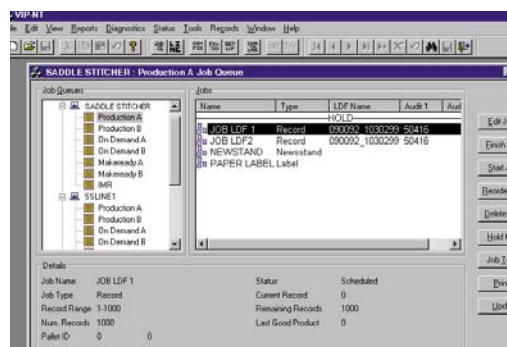 VIP-NT
Edit View Reports Diagnostics Status Tools Records Window Help
SADDLE STITCHER : Production A Job Queue
Job Queues
SADDLE STITCHER
Production A
Production B
On Demand A
On Demand B
Makeready A
Makeready B
IMR
SSLINE1
Production A
Production B
On Demand A
On Demand B
Jobs
Name Type LDF Name Audit 1 Aud
HOLD
JOB LDF 1 Record 090092_1030299 50416
JOB LDF2 Record 090092_1030299 50416
NEWSTAND Newsstand
PAPER LABEL Label
Edit J
Finish
Start
Reorde
Delete
Hold
Job I
Prin
Upd
Details
Job Name JOB LDF 1 Status Scheduled
Job Type Record Current Record 0
Record Range 1-1000 Remaining Records 1000
Num. Records 1000 Last Good Product 0
Pallet ID 0 0